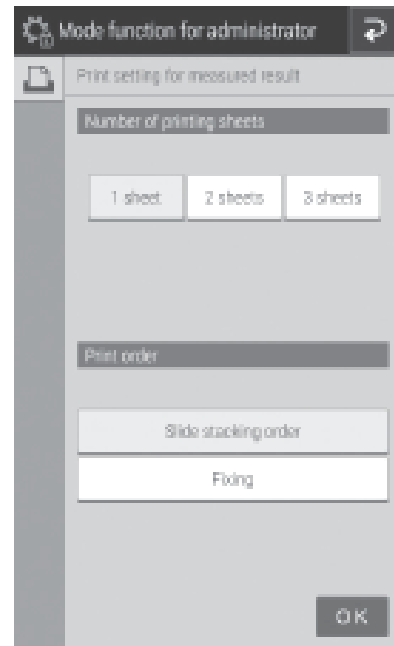 Mode function for administrator
Print setting for measured result
Number of printing sheets
1 sheet 2 sheets 3 sheets
Print order
Slide stacking order
Fixing
OK